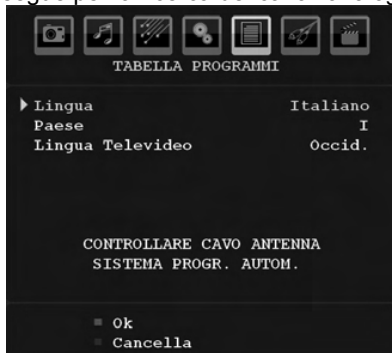 TABELLA PROGRAMMI
Lingua Italiano
Paese I
Lingua Televideo Occid.
CONTROLLARE CAVO ANTENNA
SISTEMA PROGR. AUTOM.
Ok
Cancella